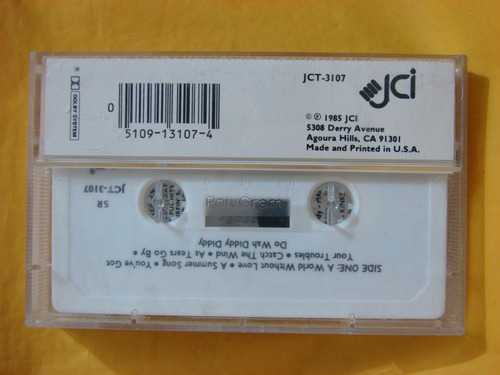 JCT-3107
JCi
DOLBY SYSTEM
0
5109-13107-4
© ℗ 1985 JCI
5308 Derry Avenue
Agoura Hills, CA 91301
Made and Printed in U.S.A.
SIDE ONE: A World Without Love • A Summer Song • You've Got
Your Troubles • Catch The Wind • As Tears Go By •
Do Wah Diddy Diddy
PolyGram
SR
JCT-3107